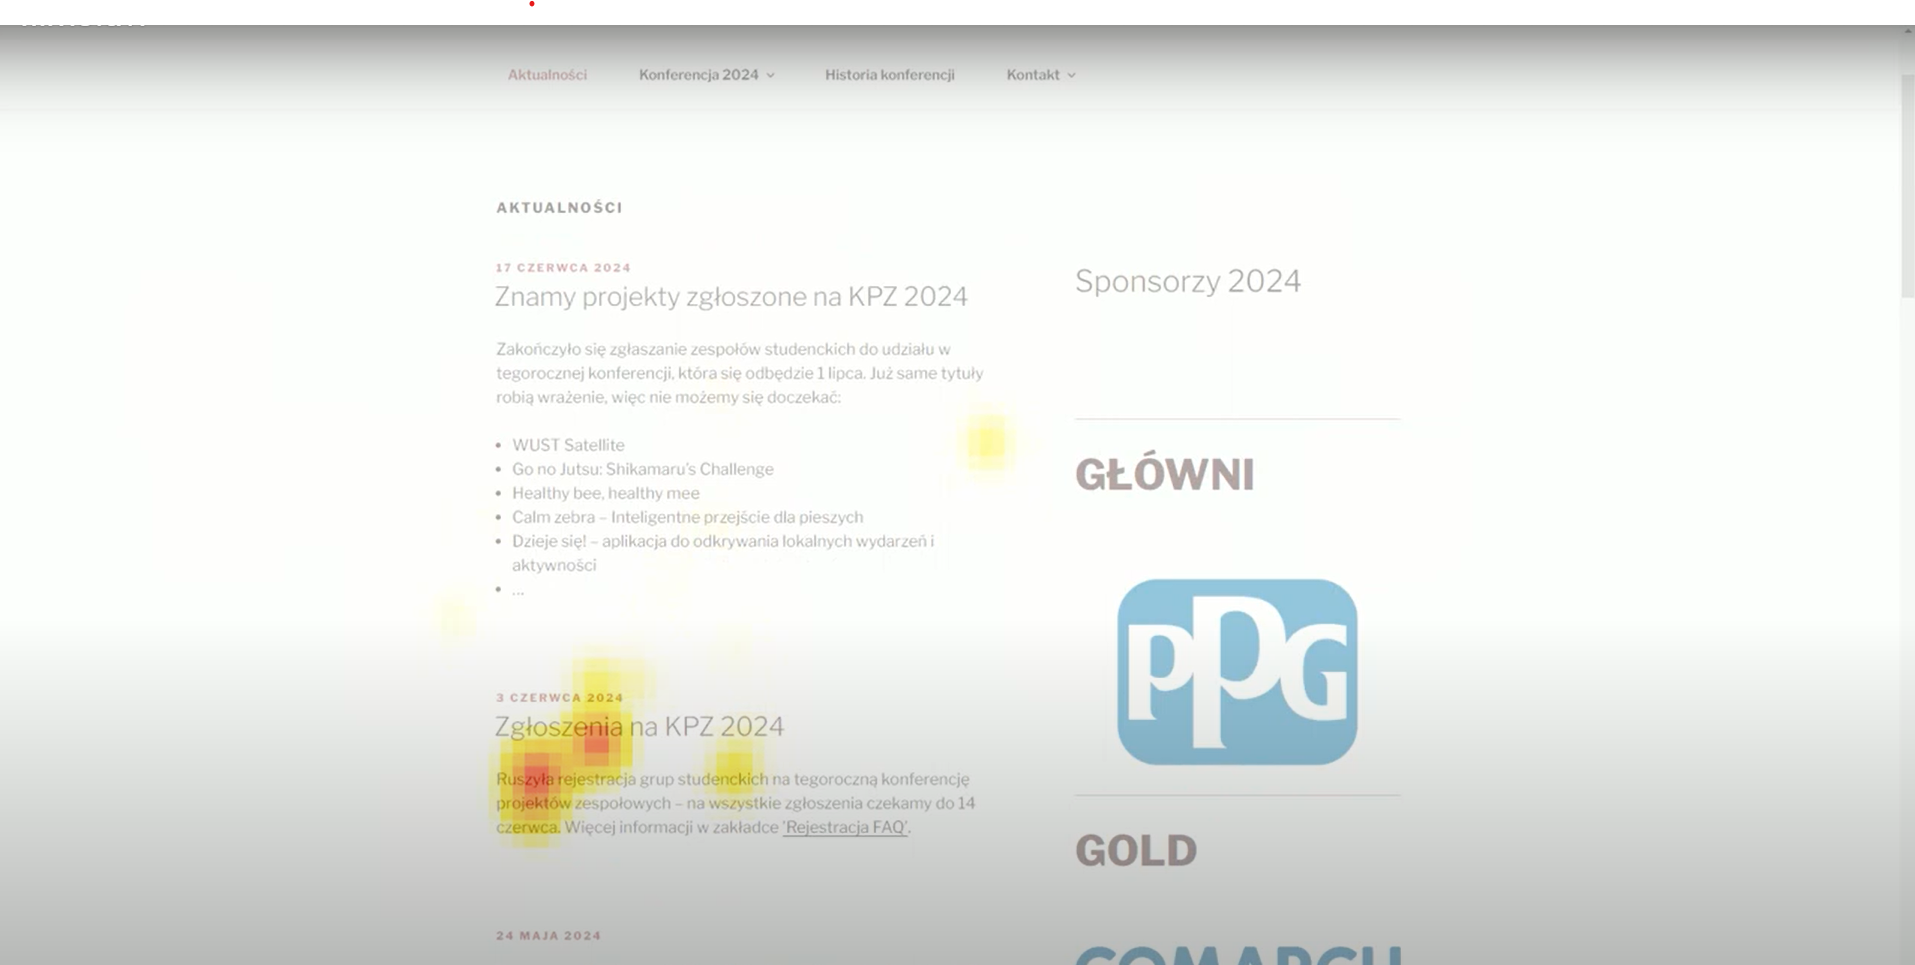 Aktualności
Konferencja 2024
Historia konferencji
Kontakt
AKTUALNOŚCI
17 CZERWCA 2024
Znamy projekty zgłoszone na KPZ 2024
Zakończyło się zgłaszanie zespołów studenckich do udziału w
tegorocznej konferencji, która się odbędzie 1 lipca. Już same tytuły
robią wrażenie, więc nie możemy się doczekać:
• WUST Satellite
• Go no Jutsu: Shikamaru's Challenge
• Healthy bee, healthy mee
• Calm zebra – Inteligentne przejście dla pieszych
• Dzieje się! – aplikacja do odkrywania lokalnych wydarzeń i
aktywności
• ...
3 CZERWCA 2024
Zgłoszenia na KPZ 2024
Ruszyła rejestracja grup studenckich na tegoroczną konferencję
projektów zespołowych – na wszystkie zgłoszenia czekamy do 14
czerwca. Więcej informacji w zakładce 'Rejestracja FAQ'.
24 MAJA 2024
Sponsorzy 2024
GŁÓWNI
PPG
GOLD
COMARCH